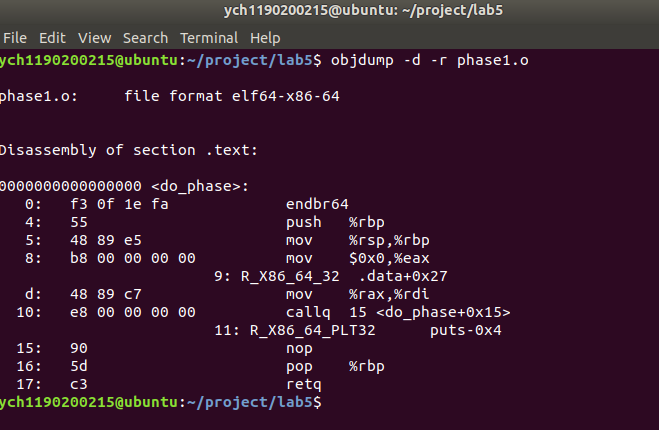 ych1190200215@ubuntu: ~/project/lab5
File Edit View Search Terminal Help
ych1190200215@ubuntu:~/project/lab5$ objdump -d -r phase1.o
phase1.o:     file format elf64-x86-64
Disassembly of section .text:
0000000000000000 <do_phase>:
   0:   f3 0f 1e fa             endbr64
   4:   55                      push   %rbp
   5:   48 89 e5                mov    %rsp,%rbp
   8:   b8 00 00 00 00          mov    $0x0,%eax
                        9: R_X86_64_32  .data+0x27
   d:   48 89 c7                mov    %rax,%rdi
  10:   e8 00 00 00 00          callq  15 <do_phase+0x15>
                        11: R_X86_64_PLT32      puts-0x4
  15:   90                      nop
  16:   5d                      pop    %rbp
  17:   c3                      retq
ych1190200215@ubuntu:~/project/lab5$